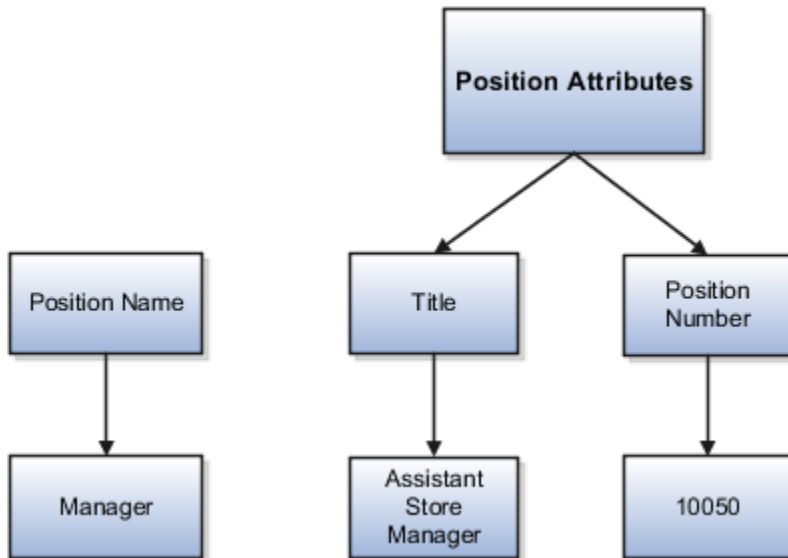 Position Attributes
Position Name
Title
Position
Number
Manager
Assistant
Store
Manager
10050